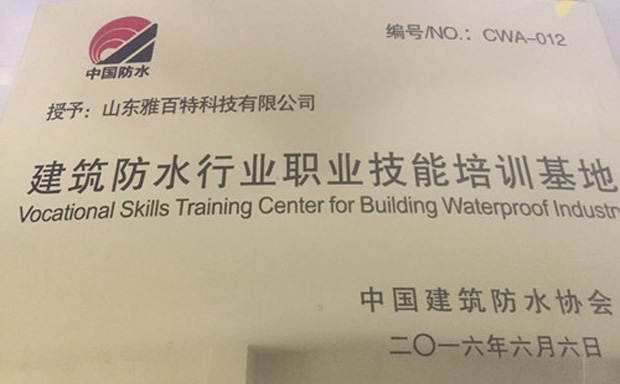 中国防水
编号/NO.: CWA-012
授予: 山东雅百特科技有限公司
建筑防水行业职业技能培训基地
Vocational Skills Training Center for Building Waterproof Industr
中国建筑防水协会
二〇一六年六月六日